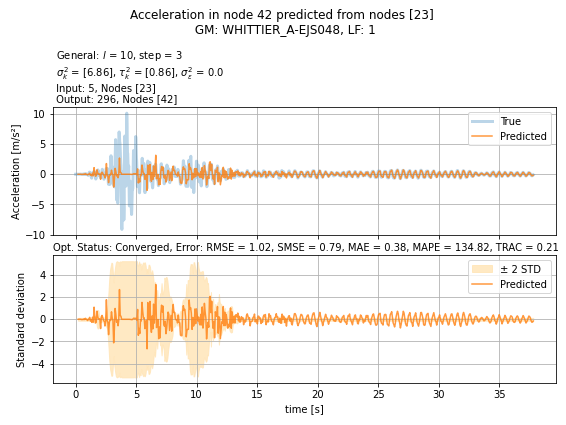 Acceleration in node 42 predicted from nodes [23]
GM: WHITTIER_A-EJS048, LF: 1
General: l = 10, step = 3
σ²ₖ = [6.86], τ²ₖ = [0.86], σ²ε = 0.0
Input: 5, Nodes [23]
Output: 296, Nodes [42]
10
5
0
−5
−10
Acceleration [m/s²]
True
Predicted
Opt. Status: Converged, Error: RMSE = 1.02, SMSE = 0.79, MAE = 0.38, MAPE = 134.82, TRAC = 0.21
4
2
0
−2
−4
Standard deviation
± 2 STD
Predicted
0 5 10 15 20 25 30 35
time [s]